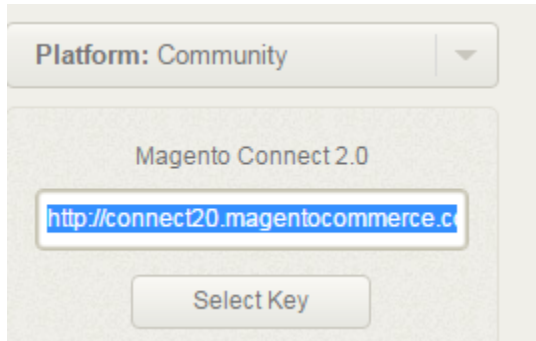 Platform: Community
Magento Connect 2.0
http://connect20.magentocommerce.c
Select Key